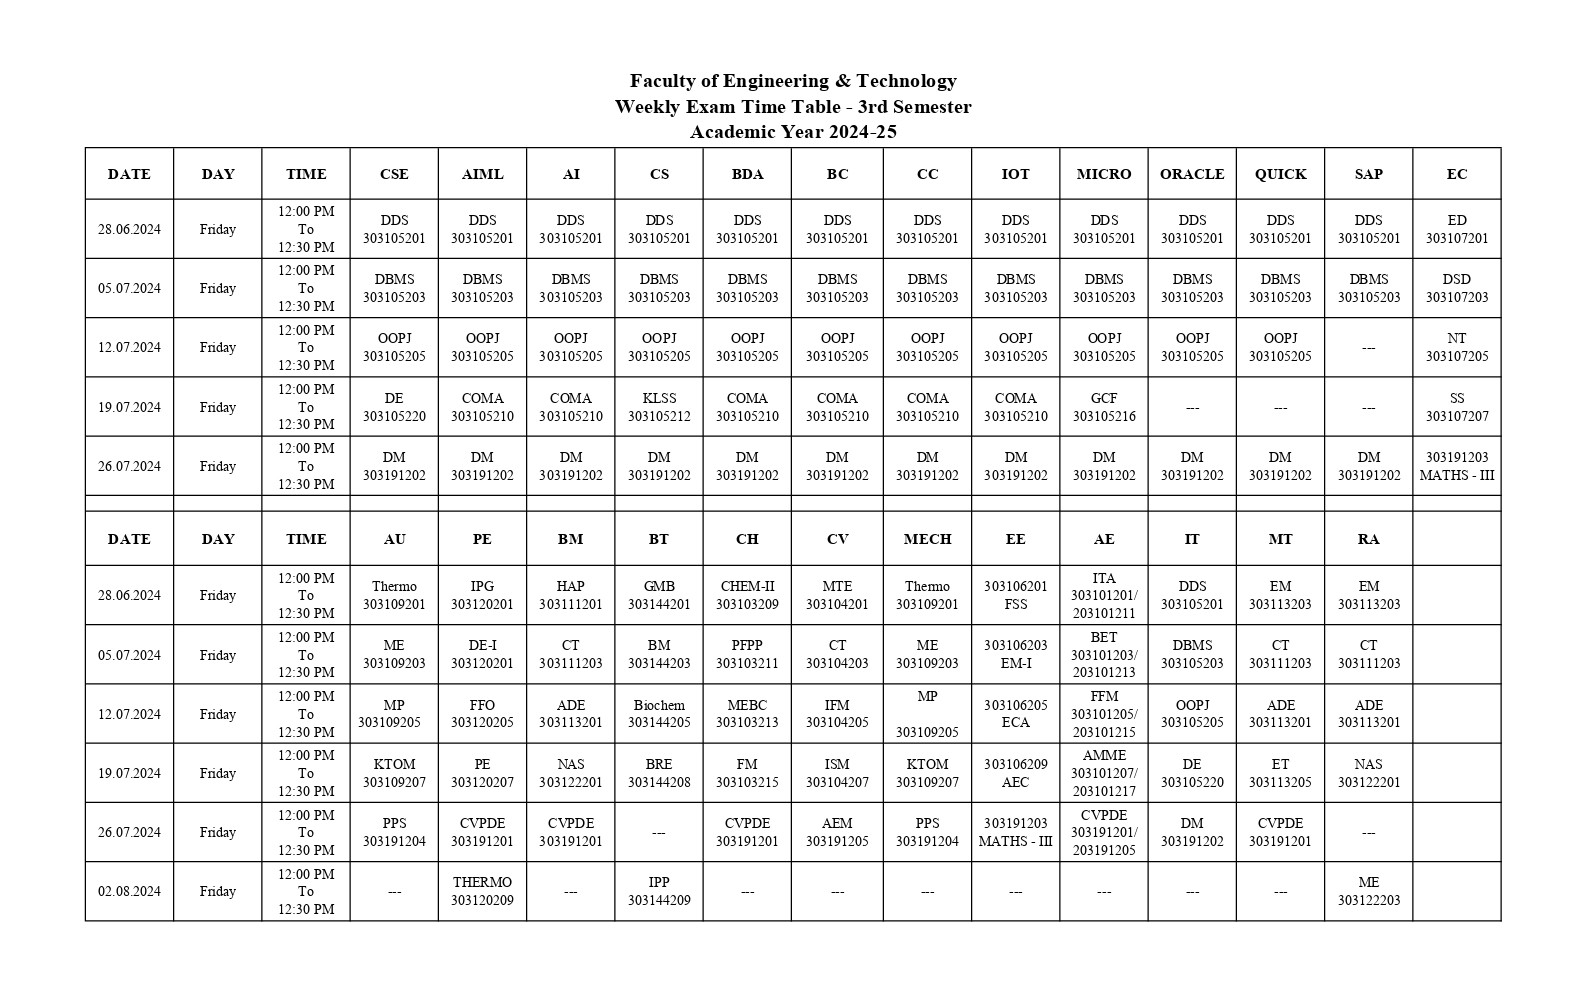 Faculty of Engineering & Technology
Weekly Exam Time Table - 3rd Semester
Academic Year 2024-25
DATE DAY TIME CSE AIML AI CS BDA BC CC IOT MICRO ORACLE QUICK SAP EC
28.06.2024 Friday 12:00 PM To 12:30 PM DDS 303105201 DDS 303105201 DDS 303105201 DDS 303105201 DDS 303105201 DDS 303105201 DDS 303105201 DDS 303105201 DDS 303105201 DDS 303105201 DDS 303105201 DDS 303105201 ED 303107201
05.07.2024 Friday 12:00 PM To 12:30 PM DBMS 303105203 DBMS 303105203 DBMS 303105203 DBMS 303105203 DBMS 303105203 DBMS 303105203 DBMS 303105203 DBMS 303105203 DBMS 303105203 DBMS 303105203 DBMS 303105203 DBMS 303105203 DSD 303107203
12.07.2024 Friday 12:00 PM To 12:30 PM OOPJ 303105205 OOPJ 303105205 OOPJ 303105205 OOPJ 303105205 OOPJ 303105205 OOPJ 303105205 OOPJ 303105205 OOPJ 303105205 OOPJ 303105205 OOPJ 303105205 OOPJ 303105205 --- NT 303107205
19.07.2024 Friday 12:00 PM To 12:30 PM DE 303105220 COMA 303105210 COMA 303105210 KLSS 303105212 COMA 303105210 COMA 303105210 COMA 303105210 COMA 303105210 GCF 303105216 --- --- --- SS 303107207
26.07.2024 Friday 12:00 PM To 12:30 PM DM 303191202 DM 303191202 DM 303191202 DM 303191202 DM 303191202 DM 303191202 DM 303191202 DM 303191202 DM 303191202 DM 303191202 DM 303191202 DM 303191202 303191203 MATHS - III
DATE DAY TIME AU PE BM BT CH CV MECH EE AE IT MT RA
28.06.2024 Friday 12:00 PM To 12:30 PM Thermo 303109201 IPG 303120201 HAP 303111201 GMB 303144201 CHEM-II 303103209 MTE 303104201 Thermo 303109201 303106201 FSS ITA 303101201/ 203101211 DDS 303105201 EM 303113203 EM 303113203
05.07.2024 Friday 12:00 PM To 12:30 PM ME 303109203 DE-I 303120201 CT 303111203 BM 303144203 PFPP 303103211 CT 303104203 ME 303109203 303106203 EM-I BET 303101203/ 203101213 DBMS 303105203 CT 303111203 CT 303111203
12.07.2024 Friday 12:00 PM To 12:30 PM MP 303109205 FFO 303120205 ADE 303113201 Biochem 303144205 MEBC 303103213 IFM 303104205 MP 303109205 303106205 ECA FFM 303101205/ 203101215 OOPJ 303105205 ADE 303113201 ADE 303113201
19.07.2024 Friday 12:00 PM To 12:30 PM KTOM 303109207 PE 303120207 NAS 303122201 BRE 303144208 FM 303103215 ISM 303104207 KTOM 303109207 303106209 AEC AMME 303101207/ 203101217 DE 303105220 ET 303113205 NAS 303122201
26.07.2024 Friday 12:00 PM To 12:30 PM PPS 303191204 CVPDE 303191201 CVPDE 303191201 --- CVPDE 303191201 AEM 303191205 PPS 303191204 303191203 MATHS - III CVPDE 303191201/ 203191205 DM 303191202 CVPDE 303191201 ---
02.08.2024 Friday 12:00 PM To 12:30 PM --- THERMO 303120209 --- IPP 303144209 --- --- --- --- --- --- --- ME 303122203